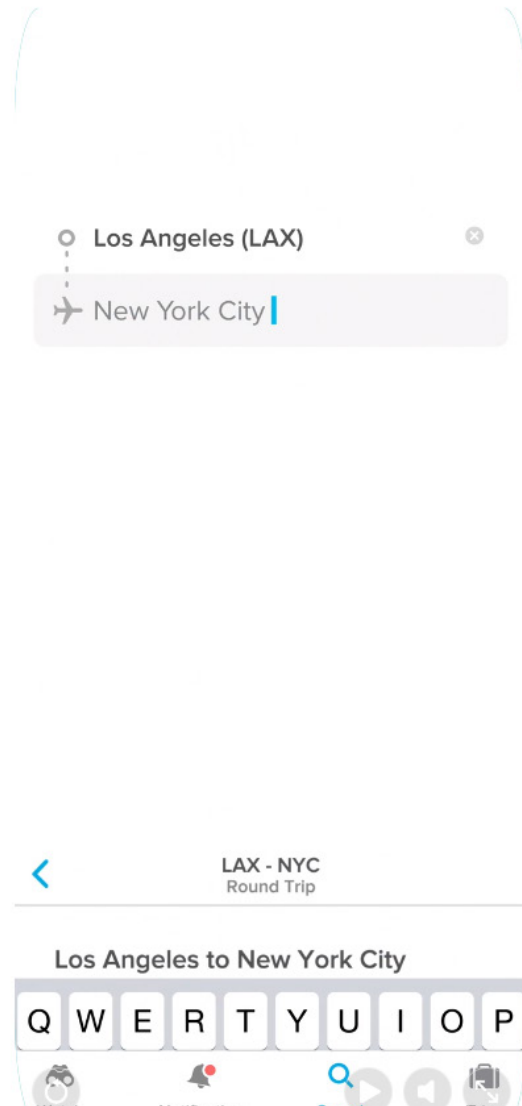 Los Angeles (LAX)
New York City
LAX - NYC
Round Trip
Los Angeles to New York City
Q W E R T Y U I O P